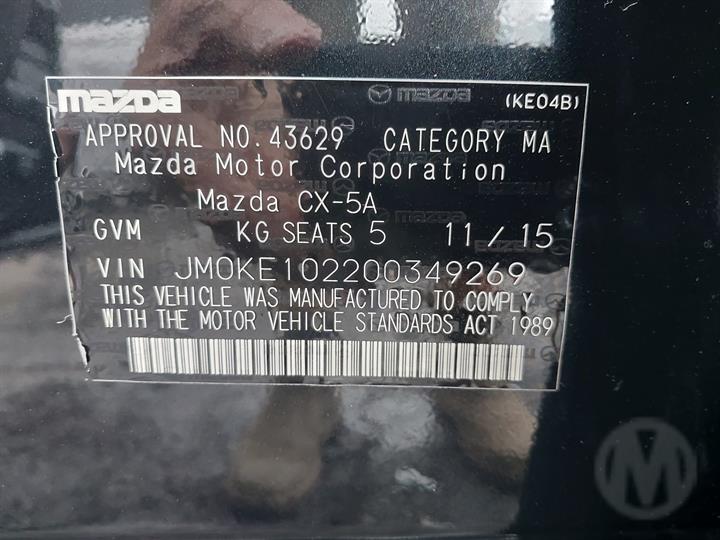 mazda mazda (KE04B)
APPROVAL NO. 43629 CATEGORY MA
Mazda Motor Corporation
Mazda CX-5A
GVM KG SEATS 5 11 / 15
VIN JM0KE102200349269
THIS VEHICLE WAS MANUFACTURED TO COMPLY
WITH THE MOTOR VEHICLE STANDARDS ACT 1989
M